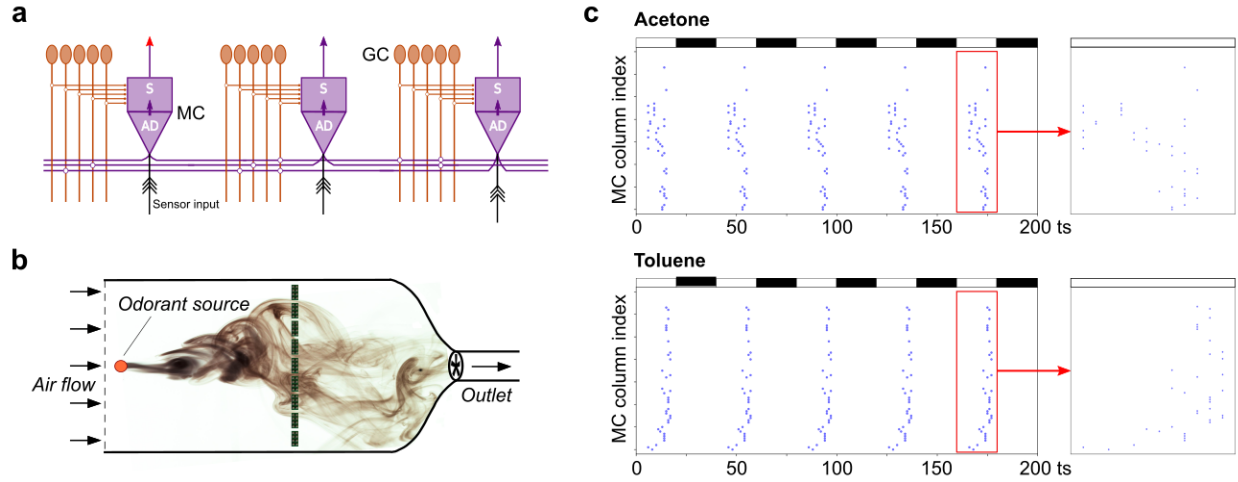 a
GC
S
S
S
MC
AD
AD
AD
Sensor input
b
Odorant source
Air flow
Outlet
c
Acetone
MC column index
0 50 100 150 200 ts
Toluene
MC column index
0 50 100 150 200 ts